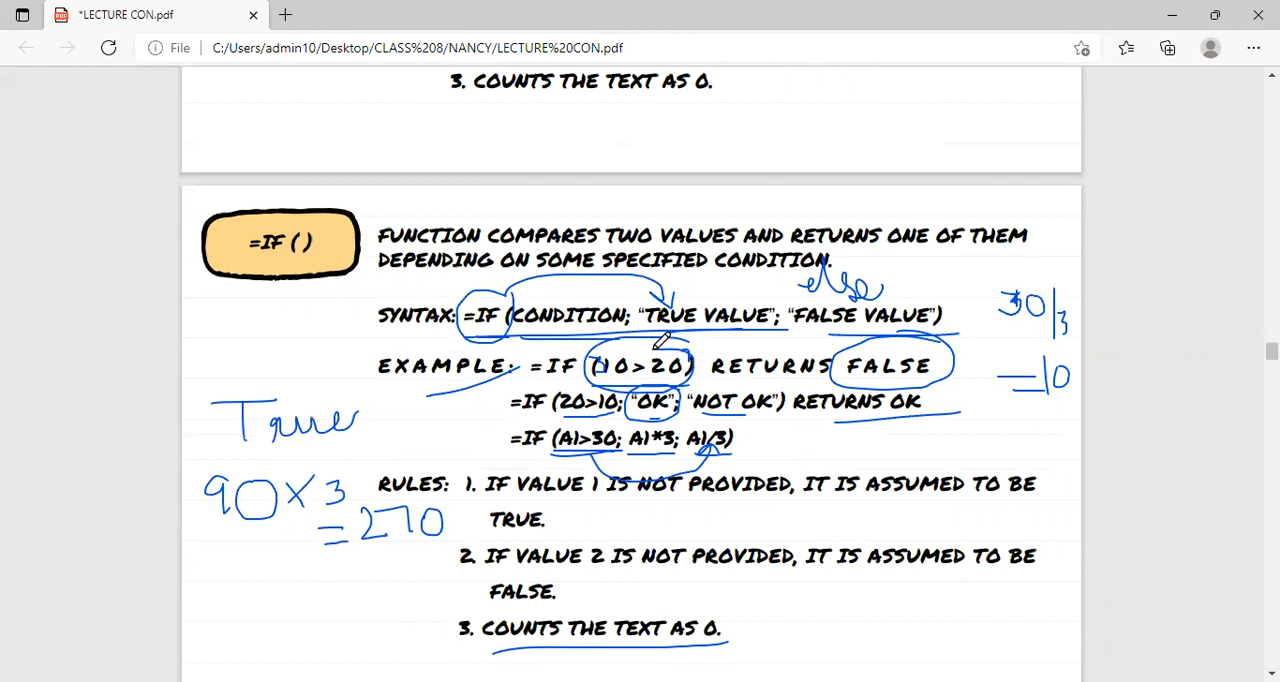 *LECTURE CON.pdf
File C:/Users/admin10/Desktop/CLASS%208/NANCY/LECTURE%20CON.pdf
3. COUNTS THE TEXT AS 0.
=IF ( )
FUNCTION COMPARES TWO VALUES AND RETURNS ONE OF THEM
DEPENDING ON SOME SPECIFIED CONDITION.
else
SYNTAX: =IF (CONDITION; “TRUE VALUE”; “FALSE VALUE”)
30/3
EXAMPLE: =IF (10>20) RETURNS FALSE
=10
=IF (20>10; “OK”; “NOT OK”) RETURNS OK
True
=IF (A1>30; A1*3; A1/3)
90 × 3
= 270
RULES: 1. IF VALUE 1 IS NOT PROVIDED, IT IS ASSUMED TO BE
TRUE.
2. IF VALUE 2 IS NOT PROVIDED, IT IS ASSUMED TO BE
FALSE.
3. COUNTS THE TEXT AS 0.